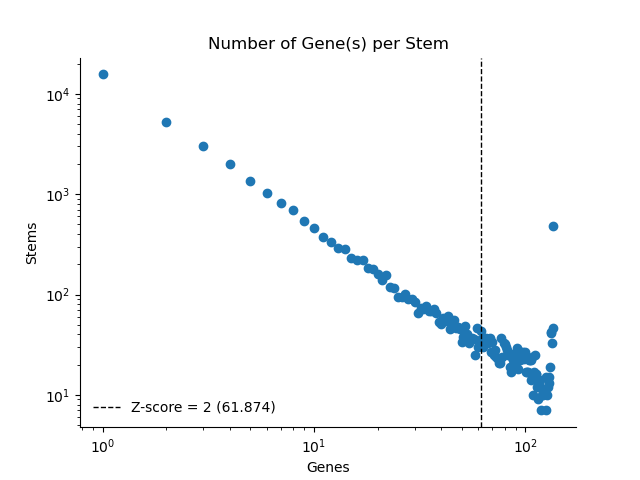 Number of Gene(s) per Stem
Stems
10⁴
10³
10²
10¹
Z-score = 2 (61.874)
10⁰
10¹
10²
Genes